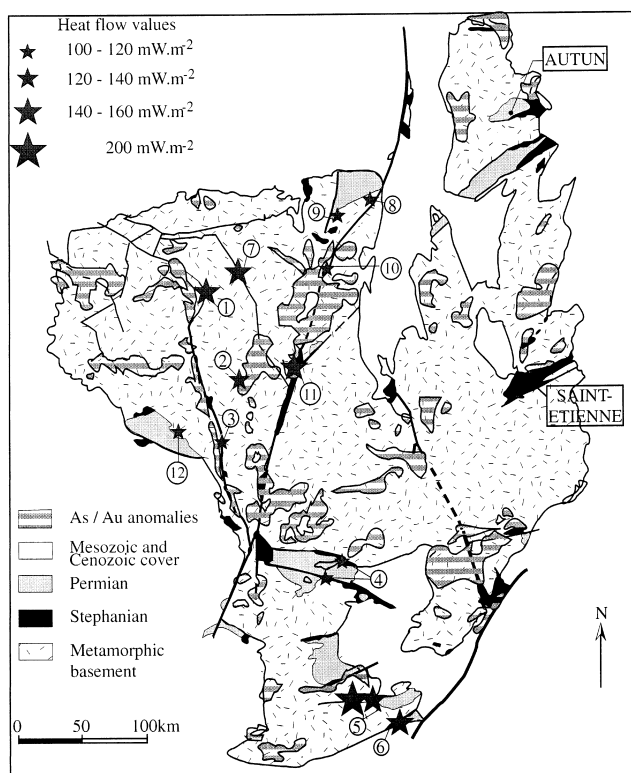 Heat flow values
100 - 120 mW.m-2
120 - 140 mW.m-2
140 - 160 mW.m-2
200 mW.m-2
AUTUN
9
8
7
10
1
2
11
3
SAINT-
ETIENNE
12
As / Au anomalies
Mesozoic and
Cenozoic cover
Permian
4
Stephanian
Metamorphic
basement
N
5
6
0 50 100km